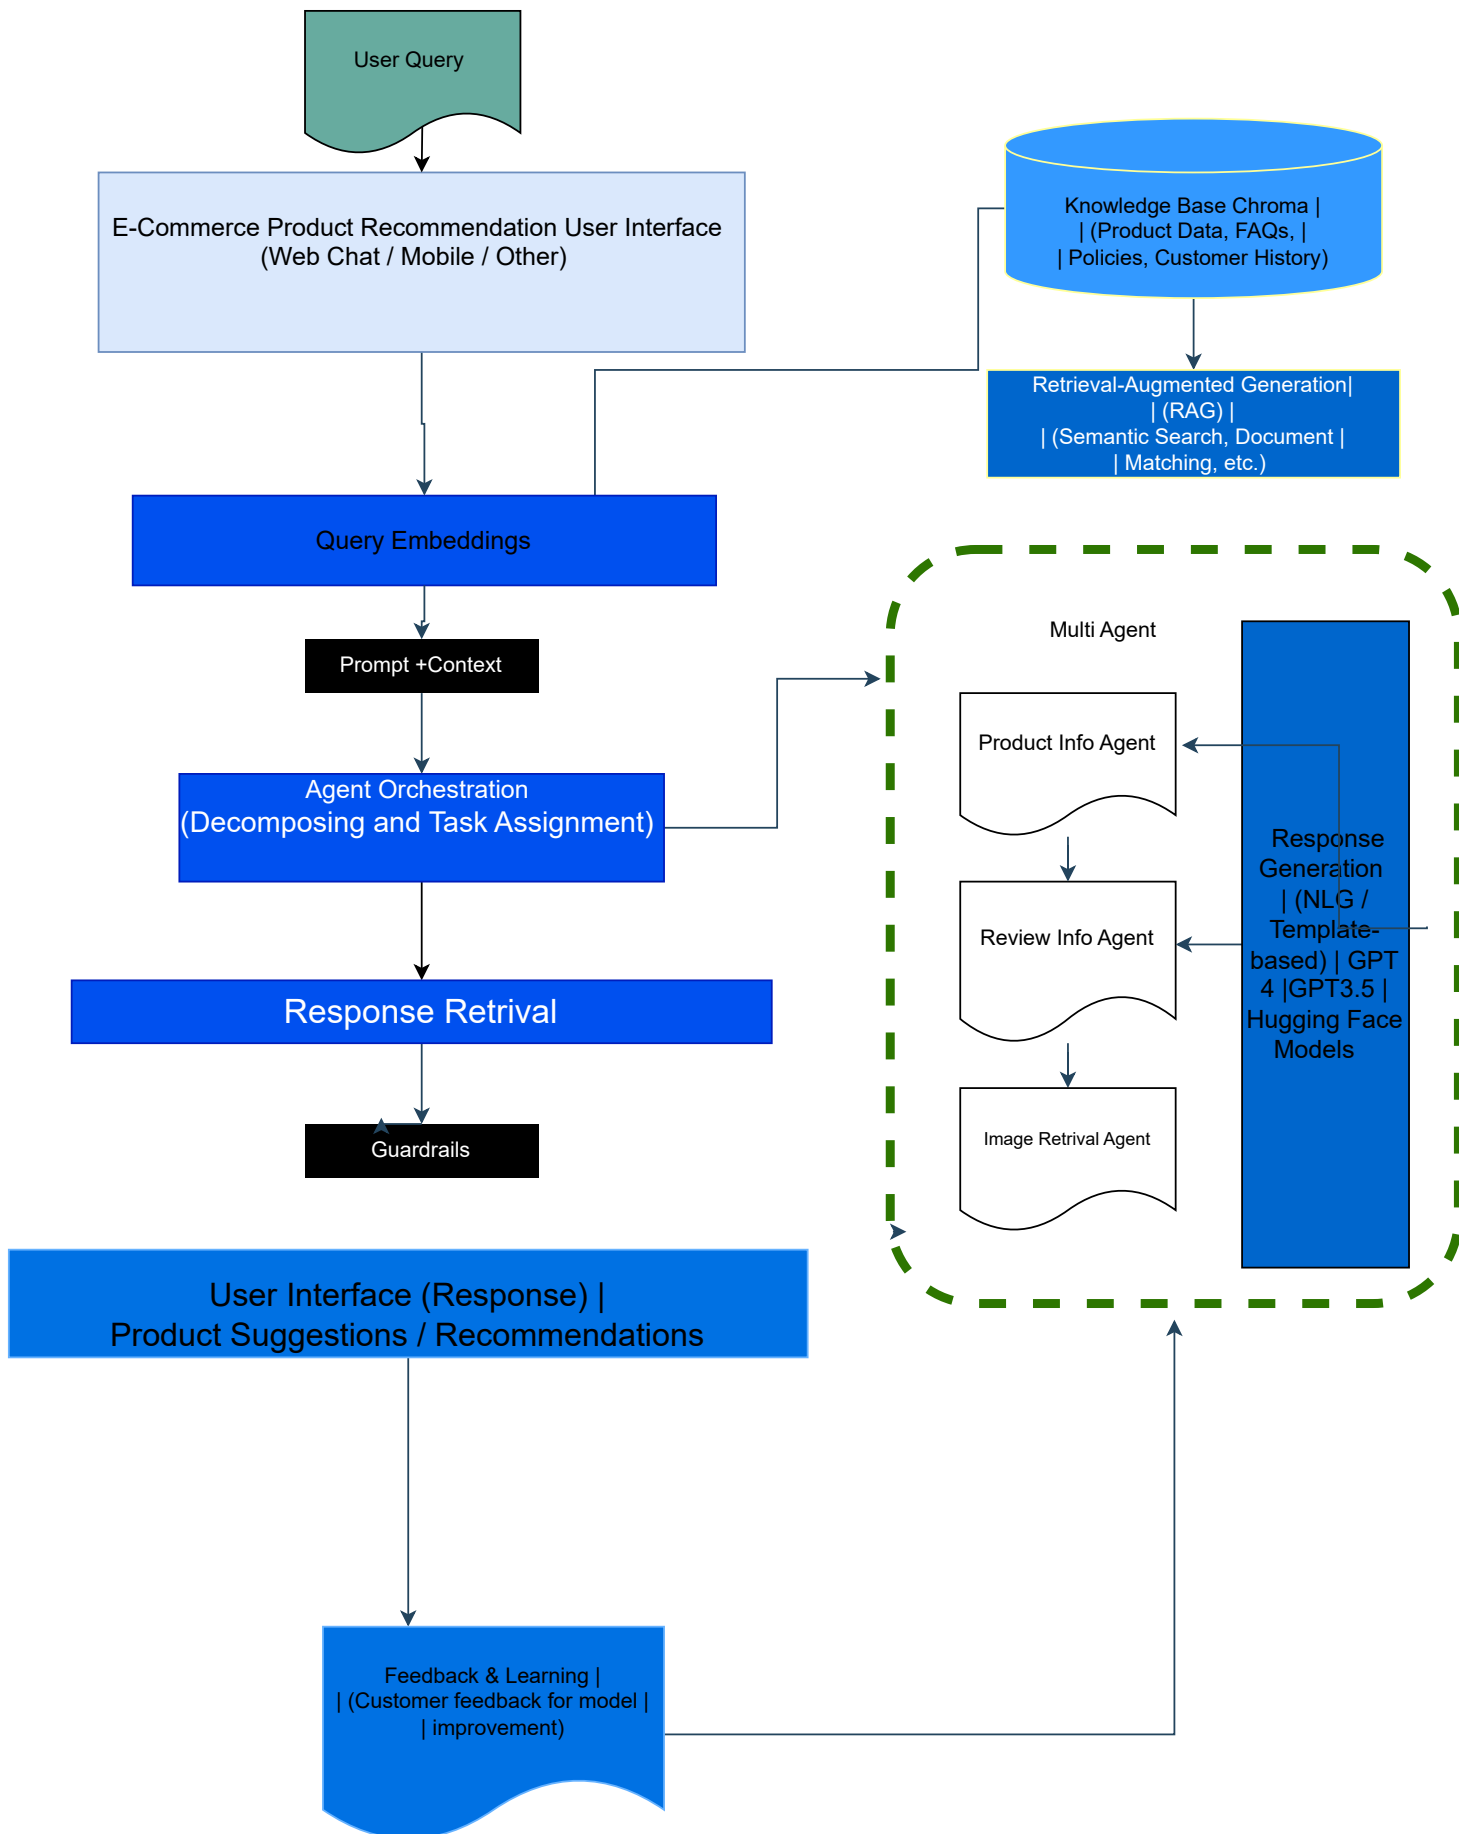 User Query
E-Commerce Product Recommendation User Interface
(Web Chat / Mobile / Other)
Knowledge Base Chroma |
| (Product Data, FAQs, |
| Policies, Customer History)
Retrieval-Augmented Generation|
| (RAG) |
| (Semantic Search, Document |
| Matching, etc.)
Query Embeddings
Prompt +Context
Agent Orchestration
(Decomposing and Task Assignment)
Response Retrival
Guardrails
Multi Agent
Product Info Agent
Review Info Agent
Image Retrival Agent
Response
Generation
| (NLG /
Template-
based) | GPT
4 |GPT3.5 |
Hugging Face
Models
User Interface (Response) |
Product Suggestions / Recommendations
Feedback & Learning |
| (Customer feedback for model |
| improvement)